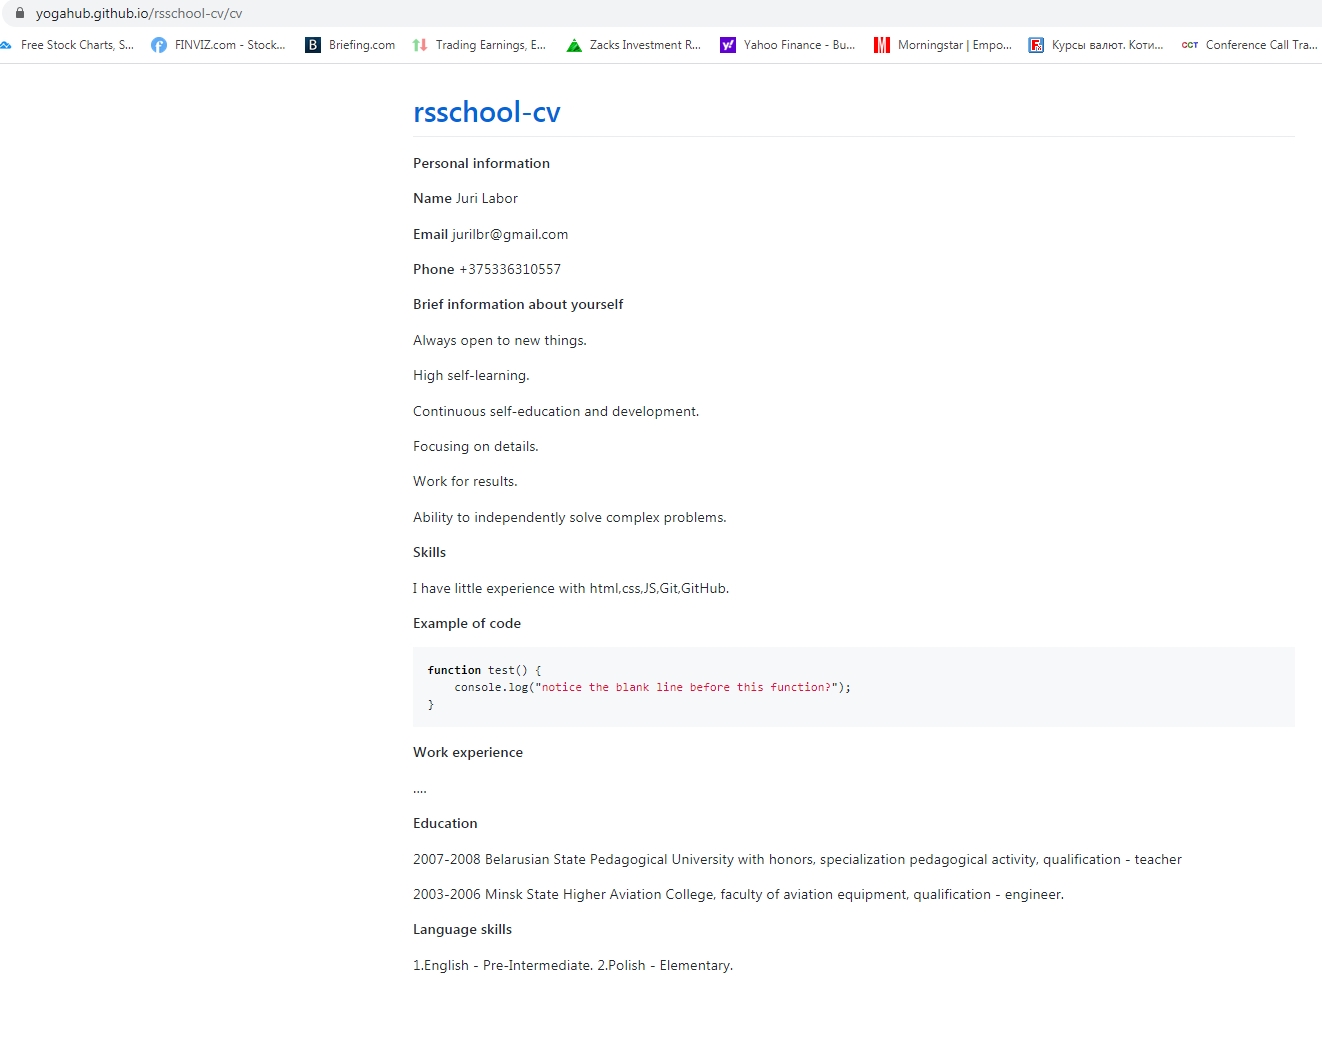 yogahub.github.io/rsschool-cv/cv
Free Stock Charts, S... FINVIZ.com - Stock... B Briefing.com Trading Earnings, E... Zacks Investment R... y! Yahoo Finance - Bu... Morningstar | Empo... Курсы валют. Коти... CCT Conference Call Tra...
rsschool-cv
Personal information
Name Juri Labor
Email jurilbr@gmail.com
Phone +375336310557
Brief information about yourself
Always open to new things.
High self-learning.
Continuous self-education and development.
Focusing on details.
Work for results.
Ability to independently solve complex problems.
Skills
I have little experience with html,css,JS,Git,GitHub.
Example of code
function test() {
console.log("notice the blank line before this function?");
}
Work experience
....
Education
2007-2008 Belarusian State Pedagogical University with honors, specialization pedagogical activity, qualification - teacher
2003-2006 Minsk State Higher Aviation College, faculty of aviation equipment, qualification - engineer.
Language skills
1.English - Pre-Intermediate. 2.Polish - Elementary.